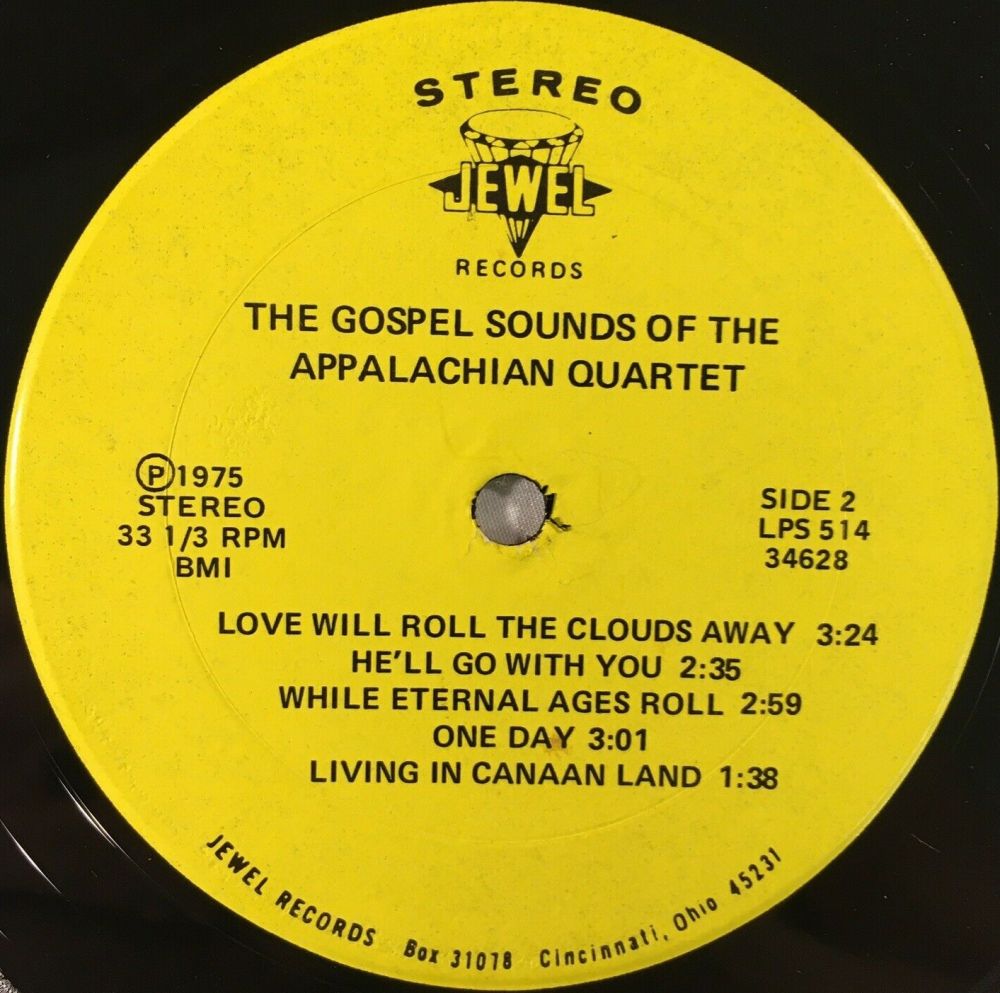 STEREO
JEWEL
RECORDS
THE GOSPEL SOUNDS OF THE
APPALACHIAN QUARTET
Ⓟ1975
STEREO
33 1/3 RPM
BMI
SIDE 2
LPS 514
34628
LOVE WILL ROLL THE CLOUDS AWAY 3:24
HE'LL GO WITH YOU 2:35
WHILE ETERNAL AGES ROLL 2:59
ONE DAY 3:01
LIVING IN CANAAN LAND 1:38
JEWEL RECORDS Box 31078 Cincinnati, Ohio 45231